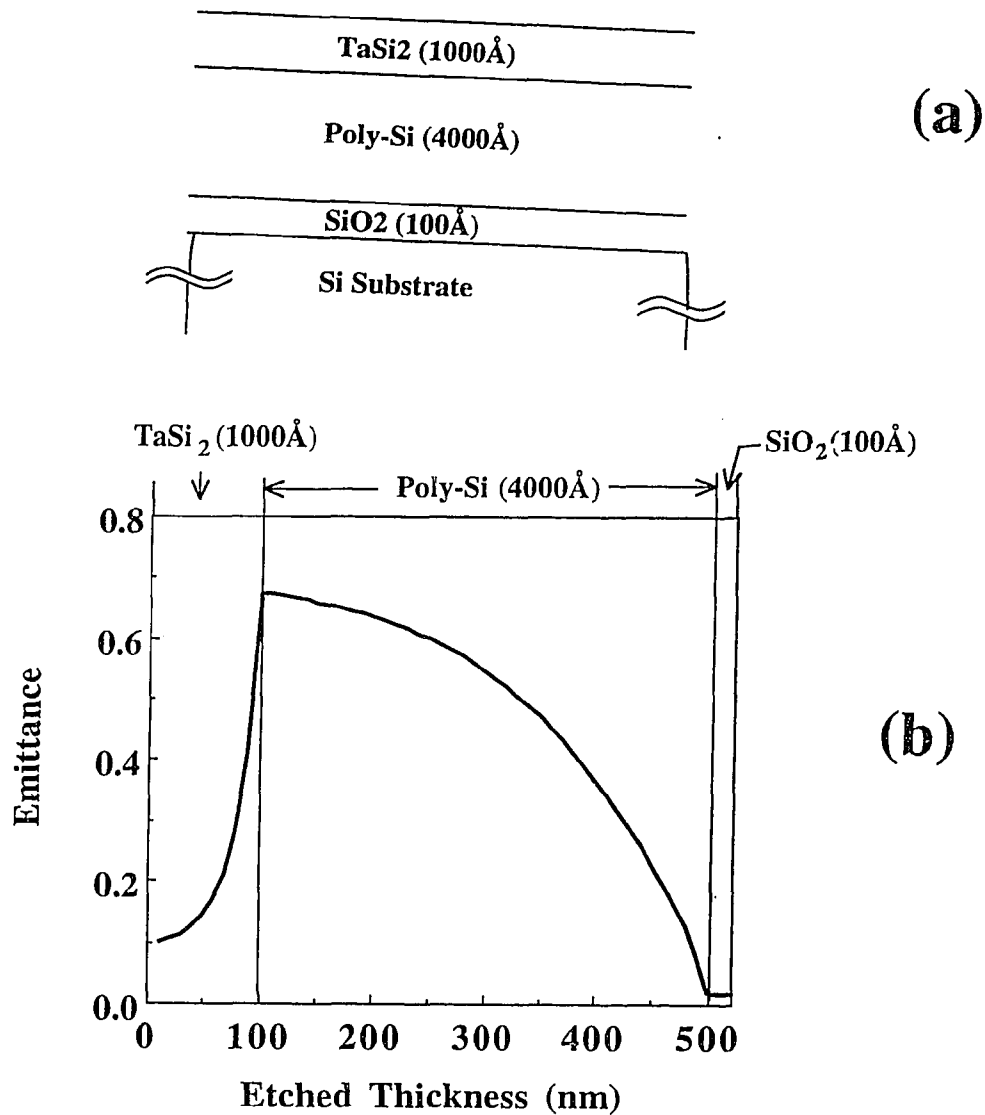 TaSi2 (1000Å)
(a)
Poly-Si (4000Å)
SiO2 (100Å)
Si Substrate
TaSi2 (1000Å)
SiO2 (100Å)
Poly-Si (4000Å)
0.8
0.6
0.4
0.2
0.0
Emittance
(b)
0 100 200 300 400 500
Etched Thickness (nm)